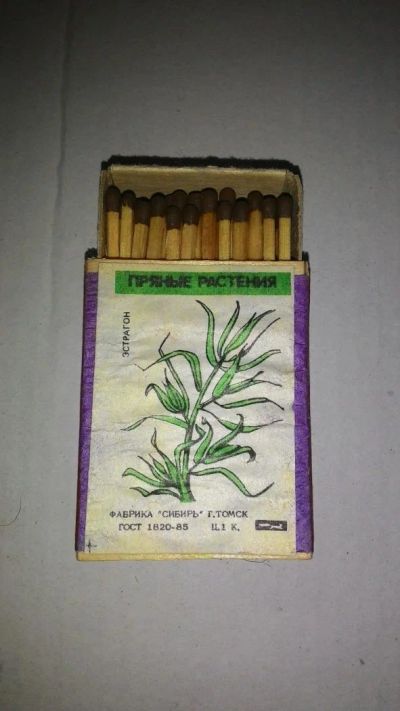 ПРЯНЫЕ РАСТЕНИЯ
ЭСТРАГОН
ФАБРИКА "СИБИРЬ" Г.ТОМСК
ГОСТ 1820-85 Ц.1 К.